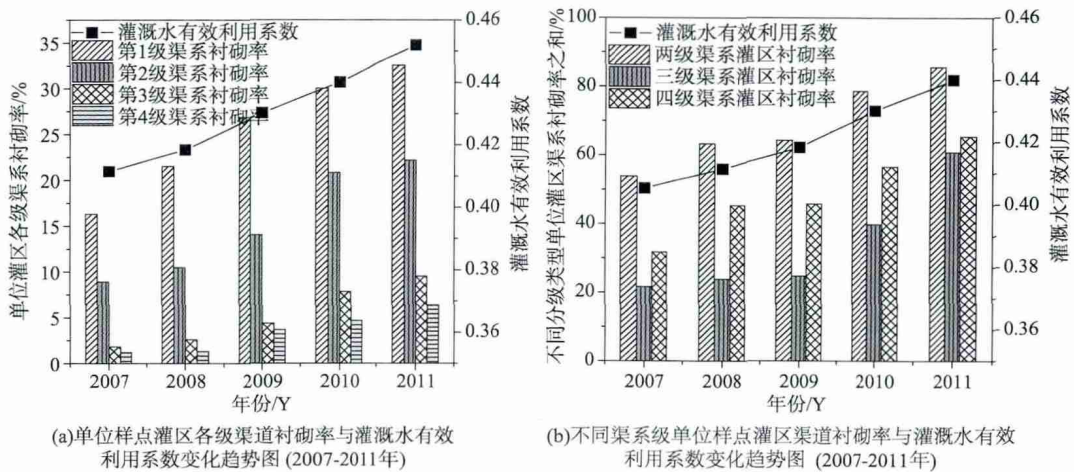 灌溉水有效利用系数
第1级渠系衬砌率
第2级渠系衬砌率
第3级渠系衬砌率
第4级渠系衬砌率
单位灌区各级渠系衬砌率/%
35
30
25
20
15
10
5
0
0.46
0.44
0.42
0.40
0.38
0.36
灌溉水有效利用系数
2007 2008 2009 2010 2011
年份/Y
(a)单位样点灌区各级渠道衬砌率与灌溉水有效
利用系数变化趋势图 (2007-2011年)
灌溉水有效利用系数
两级渠系灌区衬砌率
三级渠系灌区衬砌率
四级渠系灌区衬砌率
不同分级类型单位灌区渠系衬砌率之和/%
100
80
60
40
20
0
0.46
0.44
0.42
0.40
0.38
0.36
灌溉水有效利用系数
2007 2008 2009 2010 2011
年份/Y
(b)不同渠系级单位样点灌区渠道衬砌率与灌溉水有效
利用系数变化趋势图 (2007-2011年)